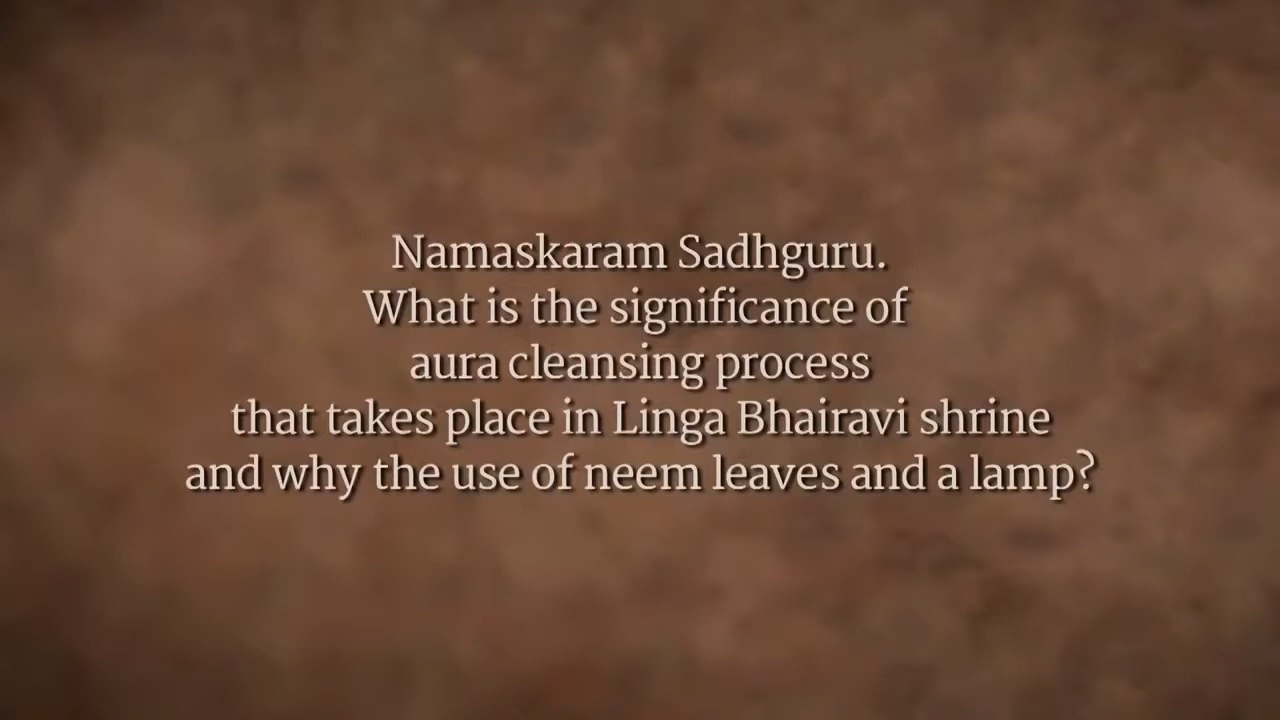 Namaskaram Sadhguru.
What is the significance of
aura cleansing process
that takes place in Linga Bhairavi shrine
and why the use of neem leaves and a lamp?